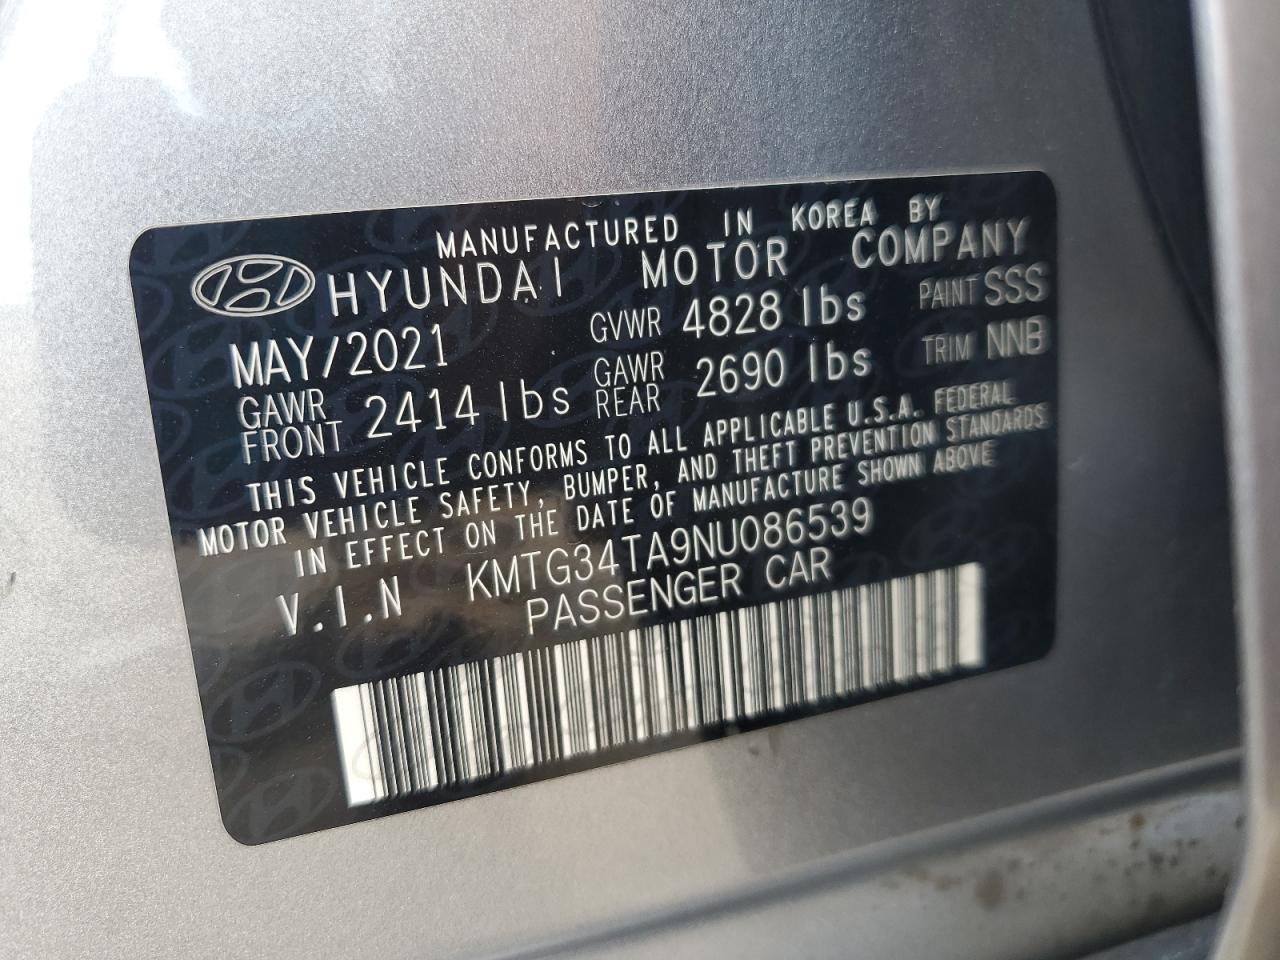 MANUFACTURED IN KOREA BY
HYUNDAI MOTOR COMPANY
MAY/2021 GVWR 4828 lbs PAINT SSS
GAWR FRONT 2414 lbs GAWR REAR 2690 lbs TRIM NNB
THIS VEHICLE CONFORMS TO ALL APPLICABLE U.S.A. FEDERAL
MOTOR VEHICLE SAFETY, BUMPER, AND THEFT PREVENTION STANDARDS
IN EFFECT ON THE DATE OF MANUFACTURE SHOWN ABOVE
V.I.N KMTG34TA9NU086539
PASSENGER CAR